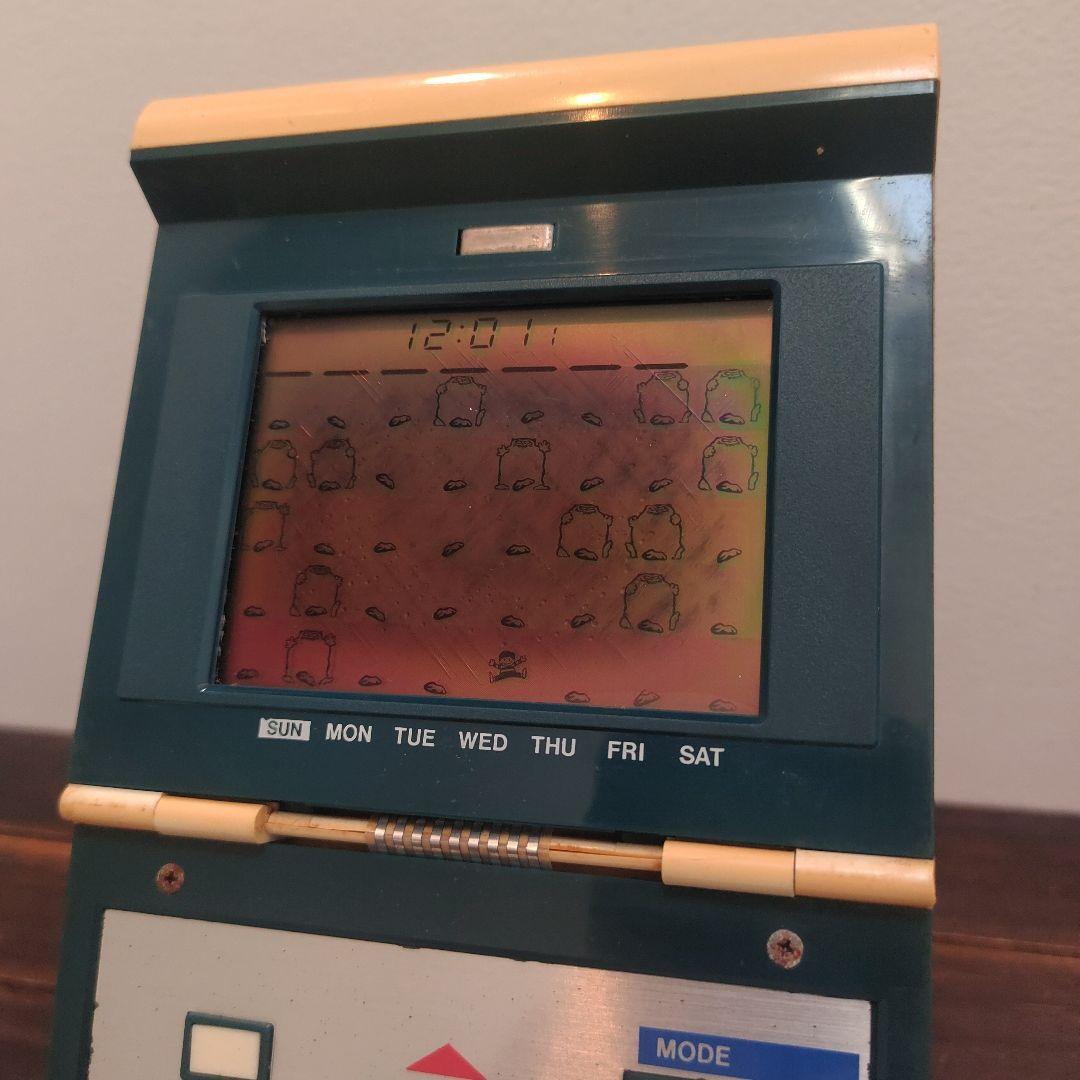 12:01
SUN MON TUE WED THU FRI SAT
MODE